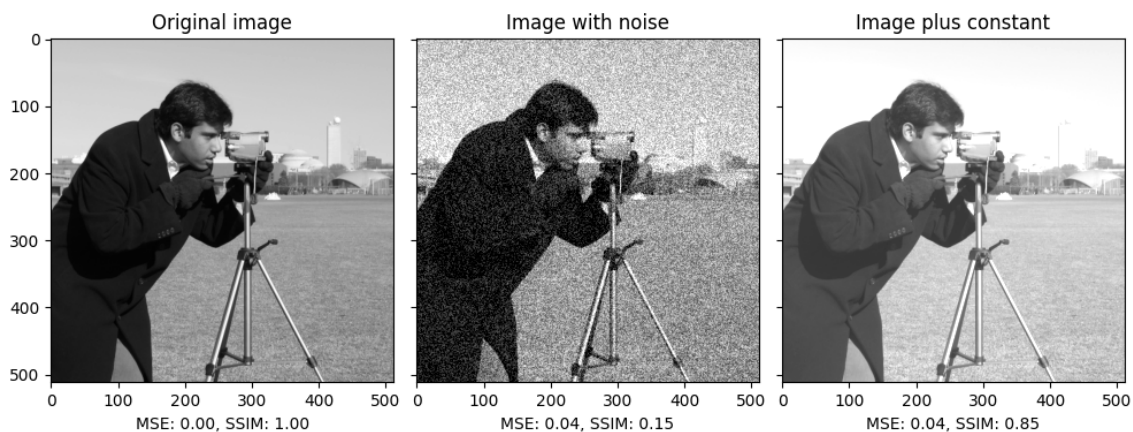 Original image
Image with noise
Image plus constant
0
100
200
300
400
500
0 100 200 300 400 500
0 100 200 300 400 500
0 100 200 300 400 500
MSE: 0.00, SSIM: 1.00
MSE: 0.04, SSIM: 0.15
MSE: 0.04, SSIM: 0.85